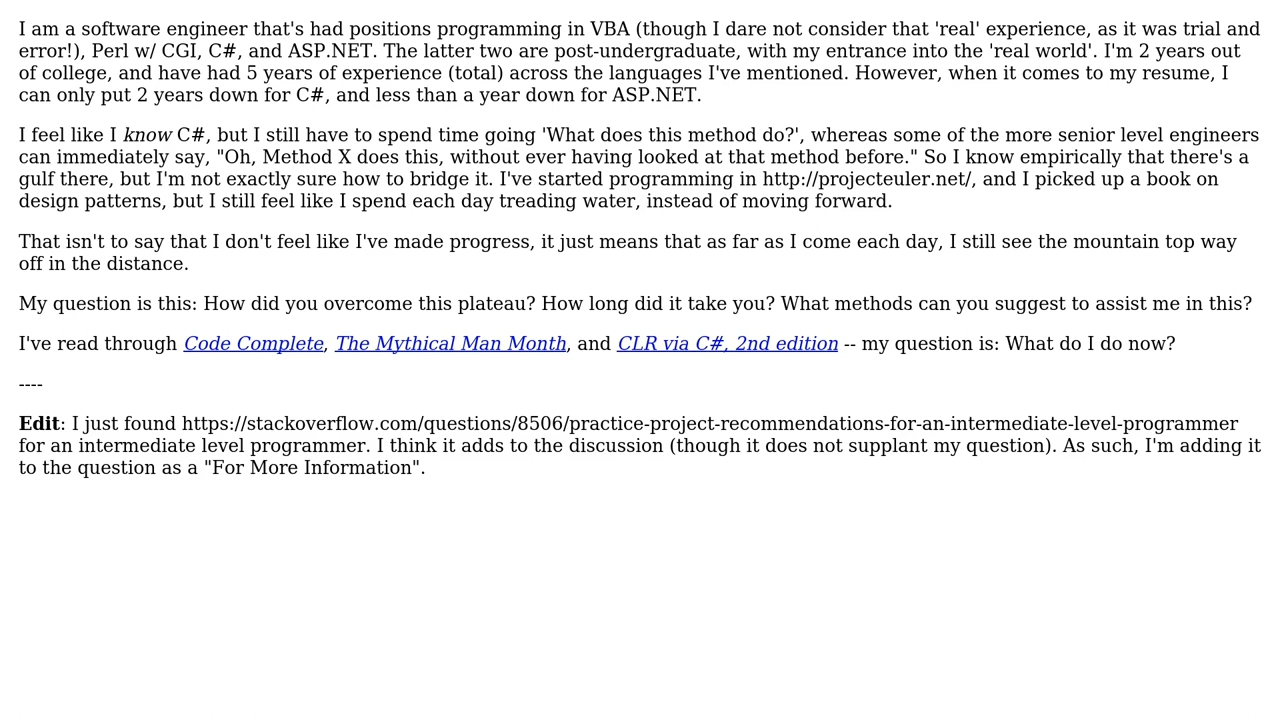 I am a software engineer that's had positions programming in VBA (though I dare not consider that 'real' experience, as it was trial and
error!), Perl w/ CGI, C#, and ASP.NET. The latter two are post-undergraduate, with my entrance into the 'real world'. I'm 2 years out
of college, and have had 5 years of experience (total) across the languages I've mentioned. However, when it comes to my resume, I
can only put 2 years down for C#, and less than a year down for ASP.NET.
I feel like I know C#, but I still have to spend time going 'What does this method do?', whereas some of the more senior level engineers
can immediately say, "Oh, Method X does this, without ever having looked at that method before." So I know empirically that there's a
gulf there, but I'm not exactly sure how to bridge it. I've started programming in http://projecteuler.net/, and I picked up a book on
design patterns, but I still feel like I spend each day treading water, instead of moving forward.
That isn't to say that I don't feel like I've made progress, it just means that as far as I come each day, I still see the mountain top way
off in the distance.
My question is this: How did you overcome this plateau? How long did it take you? What methods can you suggest to assist me in this?
I've read through Code Complete, The Mythical Man Month, and CLR via C#, 2nd edition -- my question is: What do I do now?
----
Edit: I just found https://stackoverflow.com/questions/8506/practice-project-recommendations-for-an-intermediate-level-programmer
for an intermediate level programmer. I think it adds to the discussion (though it does not supplant my question). As such, I'm adding it
to the question as a "For More Information".